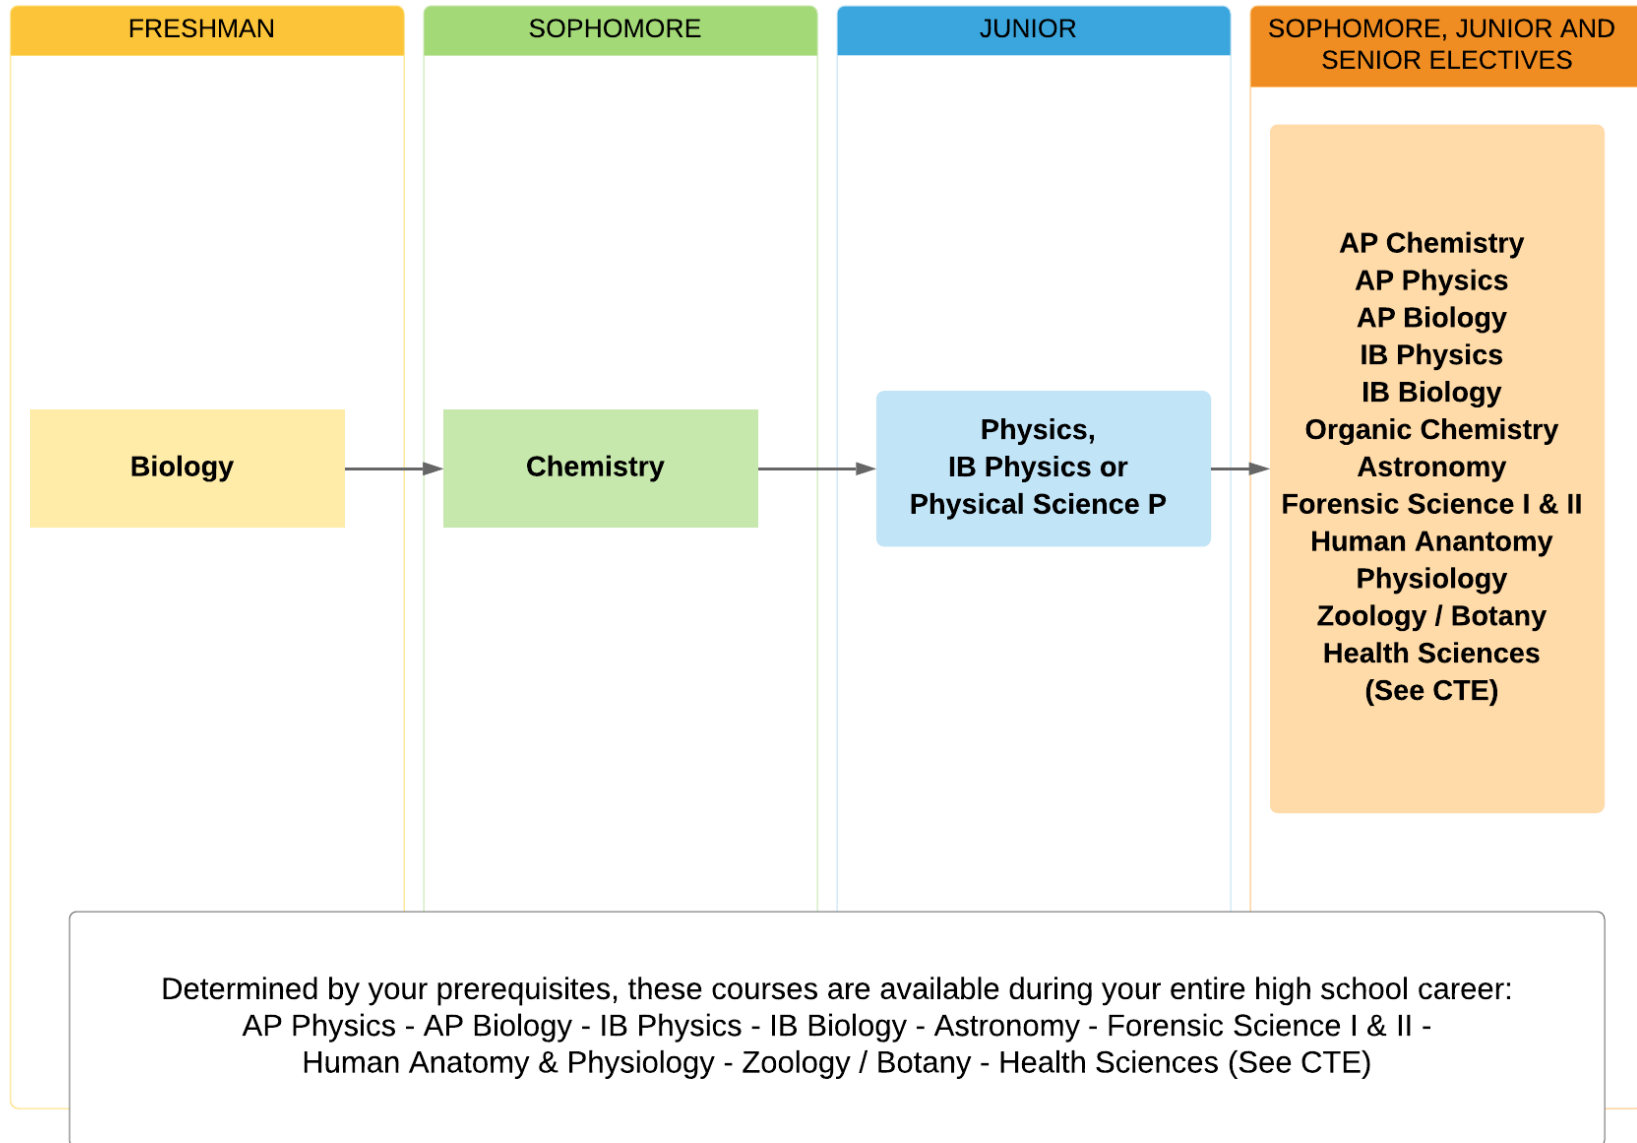 FRESHMAN
SOPHOMORE
JUNIOR
SOPHOMORE, JUNIOR AND
SENIOR ELECTIVES
Biology
Chemistry
Physics,
IB Physics or
Physical Science P
AP Chemistry
AP Physics
AP Biology
IB Physics
IB Biology
Organic Chemistry
Astronomy
Forensic Science I & II
Human Anantomy
Physiology
Zoology / Botany
Health Sciences
(See CTE)
Determined by your prerequisites, these courses are available during your entire high school career:
AP Physics - AP Biology - IB Physics - IB Biology - Astronomy - Forensic Science I & II -
Human Anatomy & Physiology - Zoology / Botany - Health Sciences (See CTE)